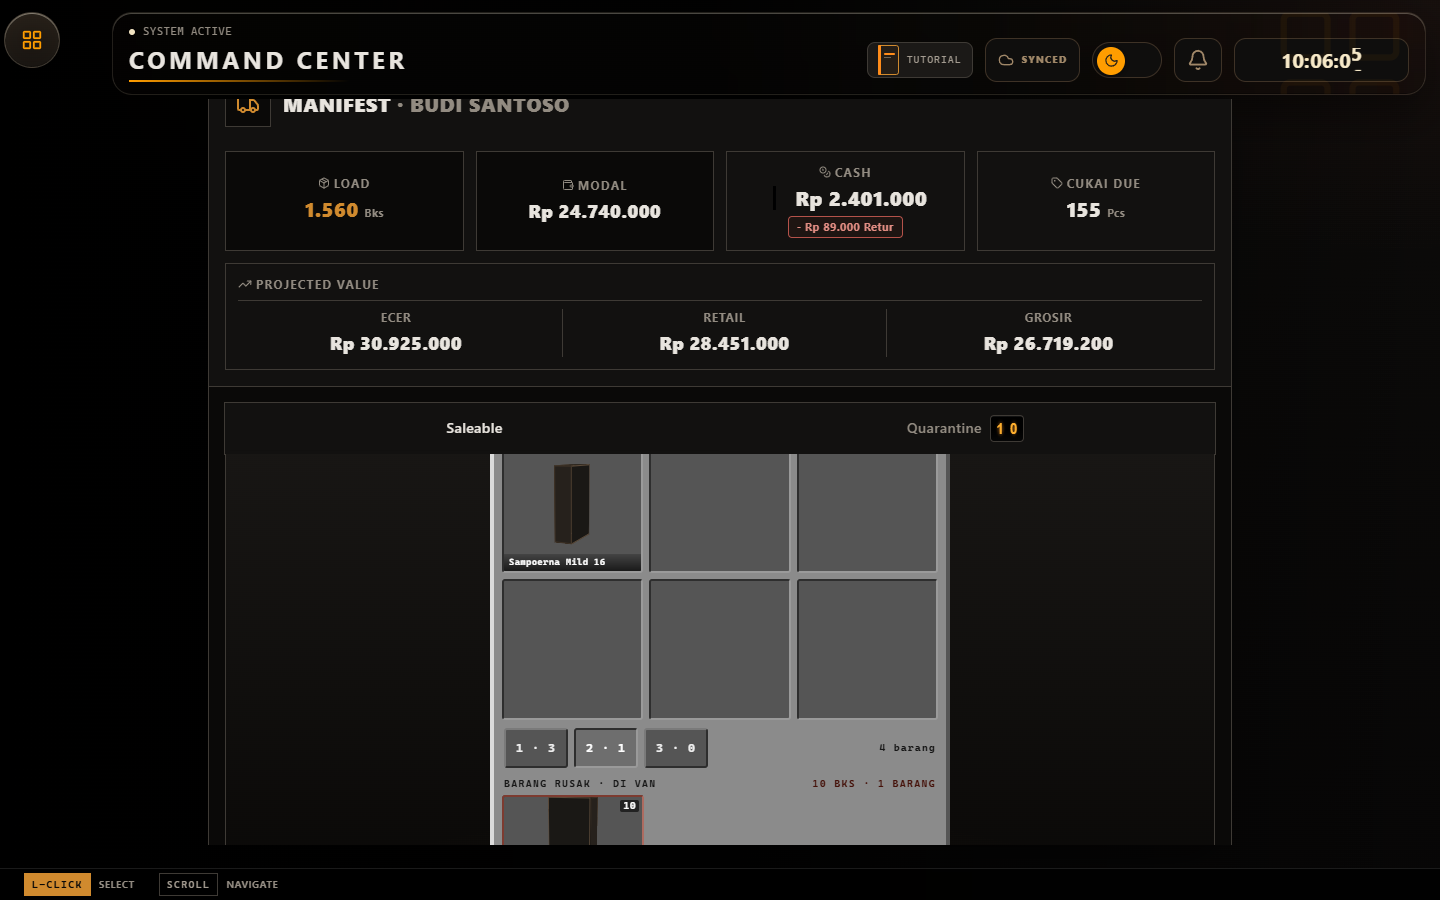 SYSTEM ACTIVE
COMMAND CENTER
TUTORIAL
SYNCED
10:06:05
MANIFEST · BUDI SANTOSO
LOAD
1.560 Bks
MODAL
Rp 24.740.000
CASH
Rp 2.401.000
- Rp 89.000 Retur
CUKAI DUE
155 Pcs
PROJECTED VALUE
ECER
Rp 30.925.000
RETAIL
Rp 28.451.000
GROSIR
Rp 26.719.200
Saleable
Quarantine 10
Sampoerna Mild 16
1 · 3
2 · 1
3 · 0
4 barang
BARANG RUSAK · DI VAN
10 BKS · 1 BARANG
10
L-CLICK SELECT
SCROLL NAVIGATE